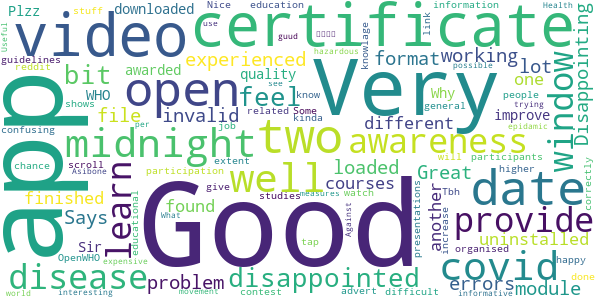 Plzz stuff Nice education downloaded use
video certificate
information Health Useful link
reddit guud knowlage
guidelines WHO awarded experienced format working lot
hazardous possible
bit open Very window Disappointing
shows quality Why one people
file invalid feel different improve trying
app related Some know general
confusing job kinda see
midnight two awareness
per extent epidamic
chance scroll participation loaded Great will participants
learn well courses date
Asibone give watch higher correctly
finished found Good another provide
studies measures Tbh increase
Says What Against presentations
Sir educational organised uninstalled
OpenWHO tap covid happy
disease problem disappointed errors module
expensive done
world interesting movement contest advert difficult informative